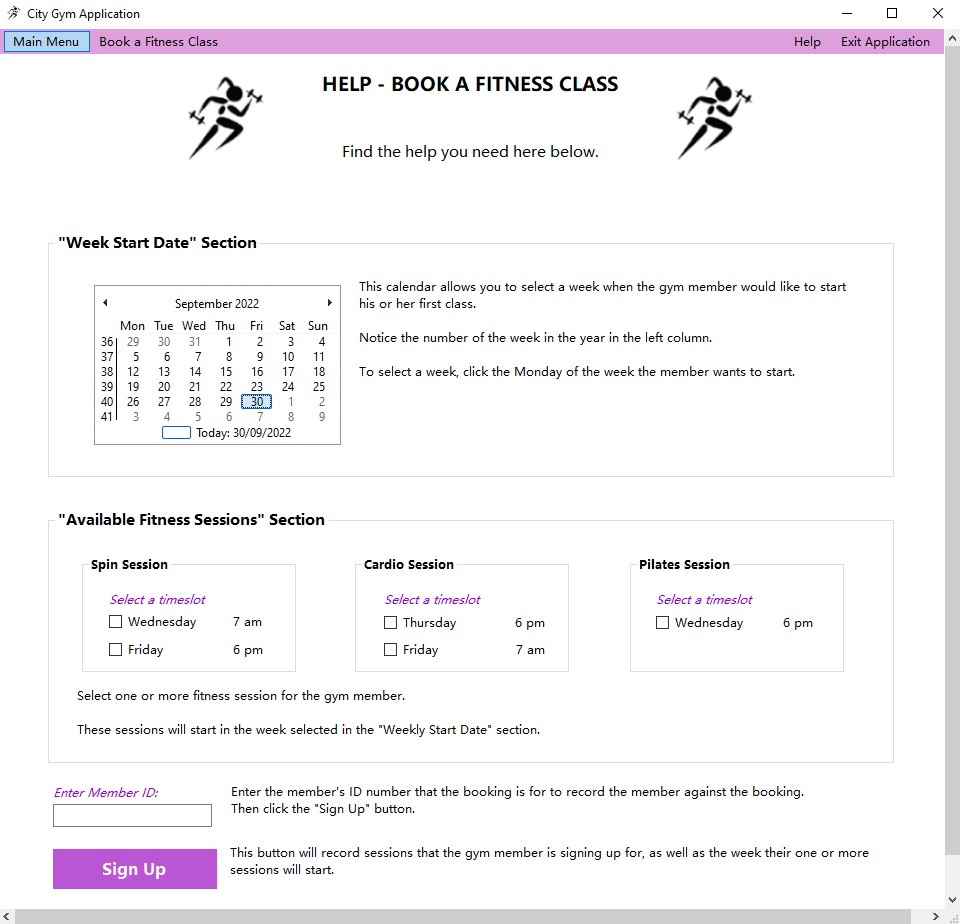 City Gym Application
Main Menu Book a Fitness Class Help Exit Application
HELP - BOOK A FITNESS CLASS
Find the help you need here below.
"Week Start Date" Section
September 2022
Mon Tue Wed Thu Fri Sat Sun
36 29 30 31 1 2 3 4
37 5 6 7 8 9 10 11
38 12 13 14 15 16 17 18
39 19 20 21 22 23 24 25
40 26 27 28 29 30 1 2
41 3 4 5 6 7 8 9
Today: 30/09/2022
This calendar allows you to select a week when the gym member would like to start
his or her first class.
Notice the number of the week in the year in the left column.
To select a week, click the Monday of the week the member wants to start.
"Available Fitness Sessions" Section
Spin Session
Select a timeslot
Wednesday 7 am
Friday 6 pm
Cardio Session
Select a timeslot
Thursday 6 pm
Friday 7 am
Pilates Session
Select a timeslot
Wednesday 6 pm
Select one or more fitness session for the gym member.
These sessions will start in the week selected in the "Weekly Start Date" section.
Enter Member ID:
Enter the member's ID number that the booking is for to record the member against the booking.
Then click the "Sign Up" button.
Sign Up
This button will record sessions that the gym member is signing up for, as well as the week their one or more
sessions will start.